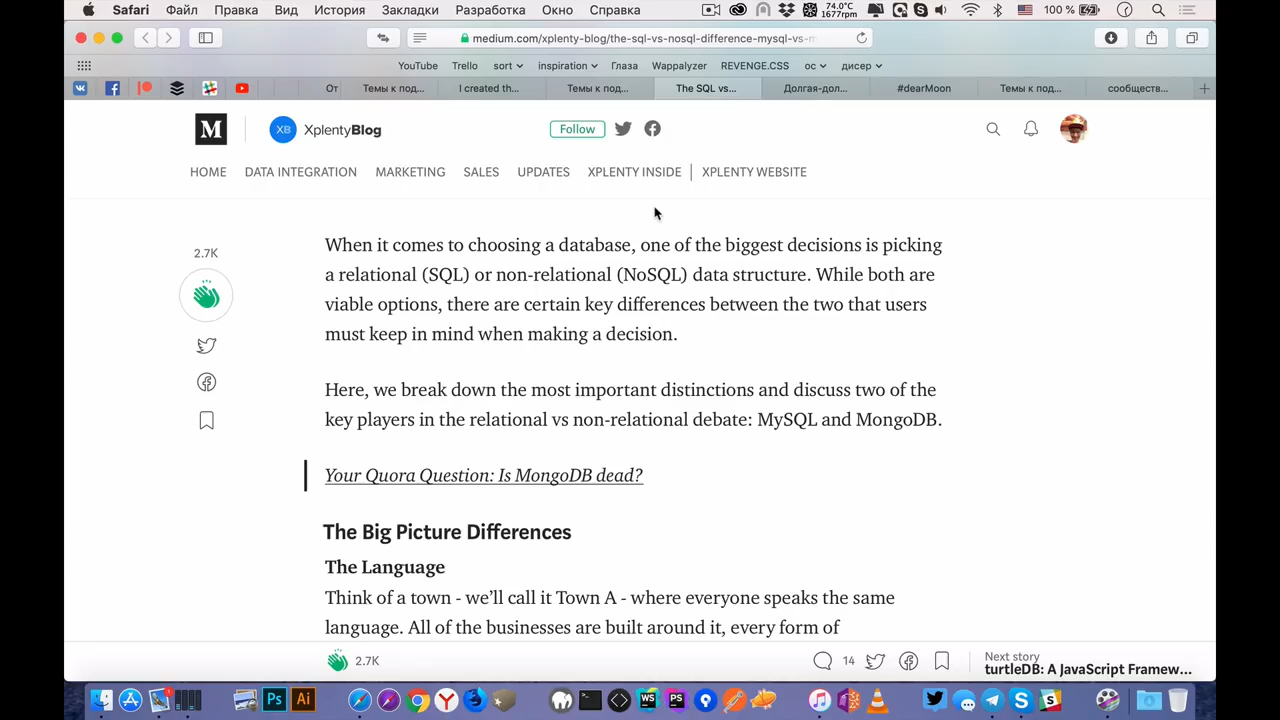 Safari Файл Правка Вид История Закладки Разработка Окно Справка 74.0°C 1677rpm 100 %
medium.com/xplenty-blog/the-sql-vs-nosql-difference-mysql-vs-m
YouTube Trello sort inspiration Глаза Wappalyzer REVENGE.CSS ос дисер
От Темы к под... I created th... Темы к под... The SQL vs... Долгая-дол... #dearMoon Темы к под... сообществ...
M XB XplentyBlog Follow
HOME DATA INTEGRATION MARKETING SALES UPDATES XPLENTY INSIDE XPLENTY WEBSITE
2.7K
When it comes to choosing a database, one of the biggest decisions is picking
a relational (SQL) or non-relational (NoSQL) data structure. While both are
viable options, there are certain key differences between the two that users
must keep in mind when making a decision.
Here, we break down the most important distinctions and discuss two of the
key players in the relational vs non-relational debate: MySQL and MongoDB.
Your Quora Question: Is MongoDB dead?
The Big Picture Differences
The Language
Think of a town - we'll call it Town A - where everyone speaks the same
language. All of the businesses are built around it, every form of
2.7K 14 Next story
turtleDB: A JavaScript Framew...
Ps Ai WS PS